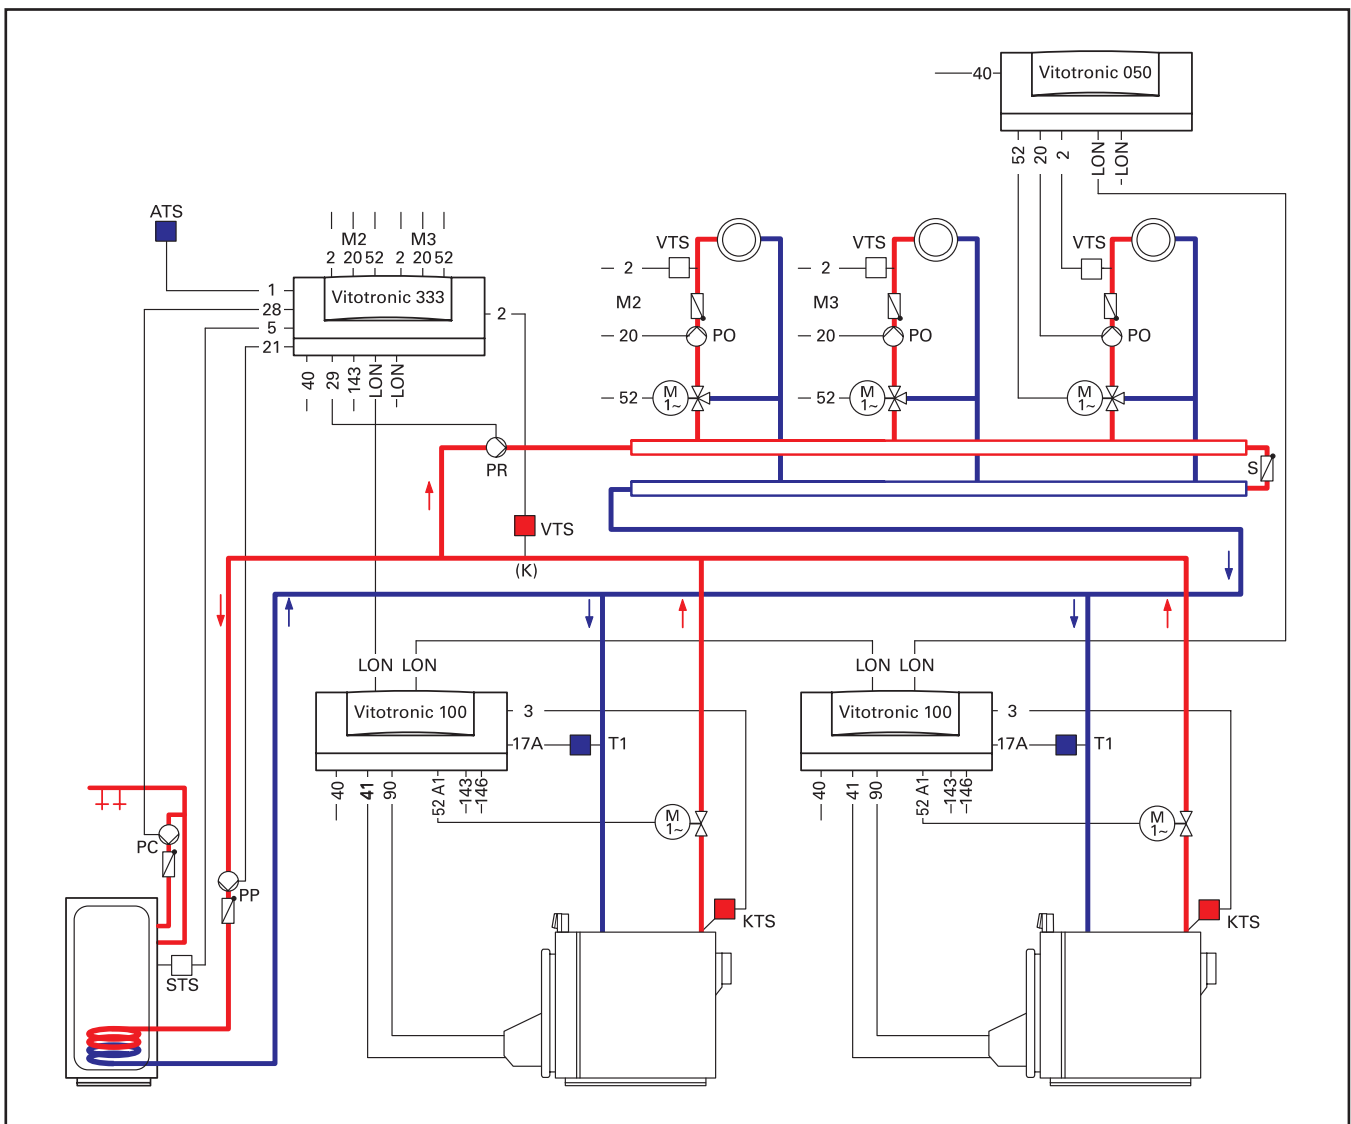 40 Vitotronic 050
52 20 2 LON LON
ATS
M2 M3
2 20 52 2 20 52
1
28
5
21
Vitotronic 333
2
40 29 143 LON LON
VTS VTS VTS
2 2
M2 M3
20 PO 20 PO PO
52 M 1~ 52 M 1~ M 1~
PR
S
VTS
(K)
LON LON LON LON
Vitotronic 100 3 Vitotronic 100 3
17A T1 17A T1
40 41 90 52 A1 143 146 40 41 90 52 A1 143 146
M 1~ M 1~
PC
PP
KTS KTS
STS